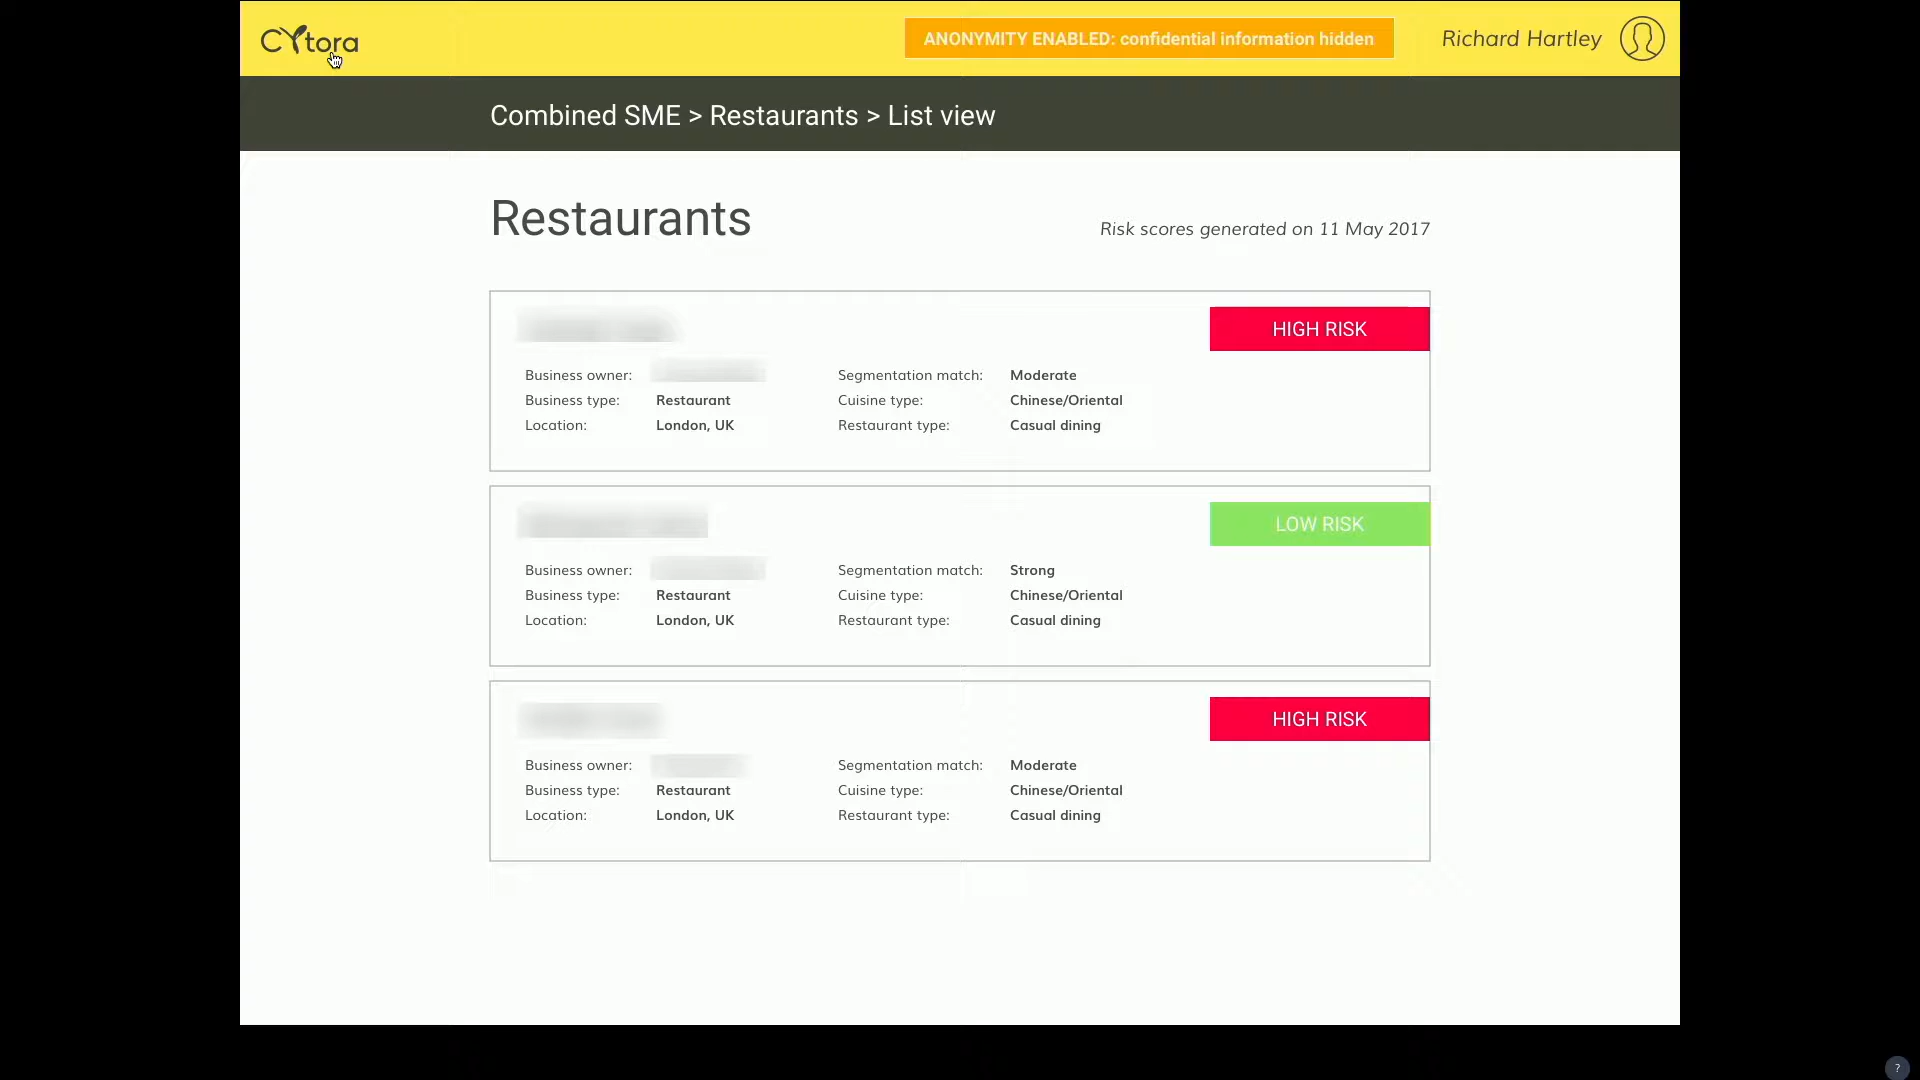 CYtora
ANONYMITY ENABLED: confidential information hidden
Richard Hartley
Combined SME > Restaurants > List view
Restaurants
Risk scores generated on 11 May 2017
HIGH RISK
Business owner:
Segmentation match: Moderate
Business type: Restaurant
Cuisine type: Chinese/Oriental
Location: London, UK
Restaurant type: Casual dining
LOW RISK
Business owner:
Segmentation match: Strong
Business type: Restaurant
Cuisine type: Chinese/Oriental
Location: London, UK
Restaurant type: Casual dining
HIGH RISK
Business owner:
Segmentation match: Moderate
Business type: Restaurant
Cuisine type: Chinese/Oriental
Location: London, UK
Restaurant type: Casual dining
?